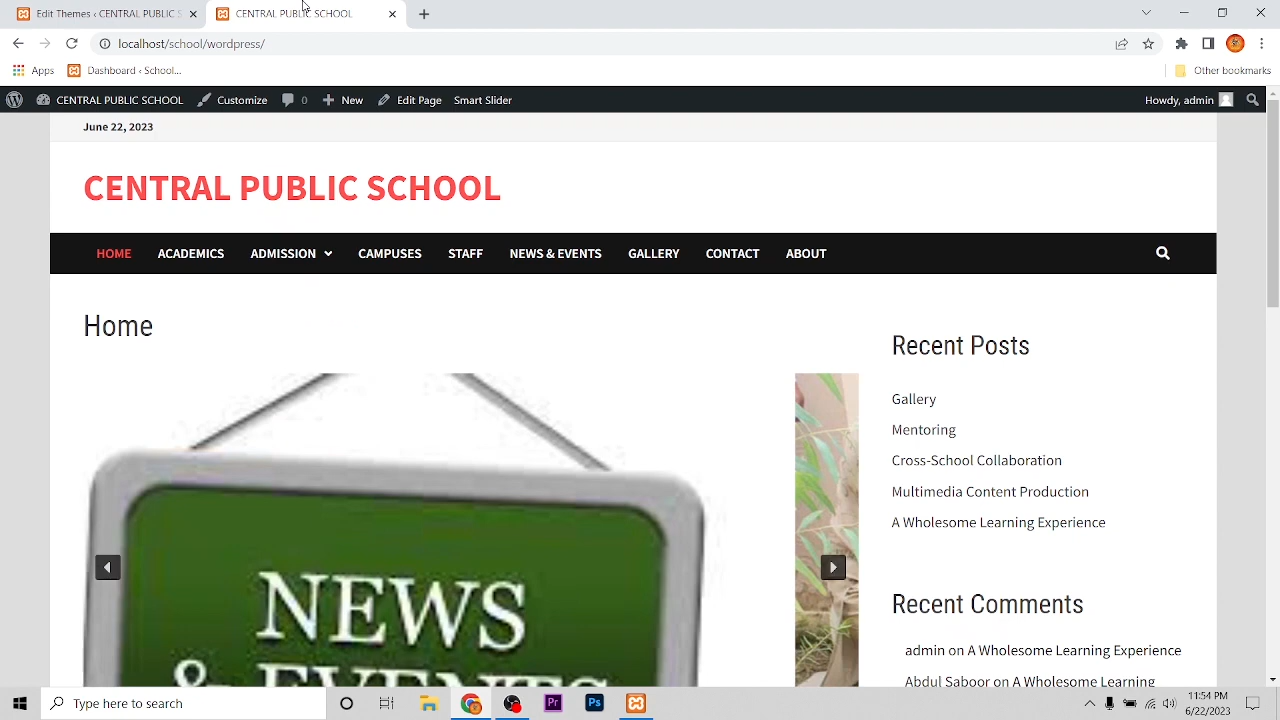 Edit Themes ‹ CENTRAL PUBLIC S
CENTRAL PUBLIC SCHOOL
localhost/school/wordpress/
Apps
Dashboard ‹ School...
Other bookmarks
CENTRAL PUBLIC SCHOOL
Customize
0
New
Edit Page
Smart Slider
Howdy, admin
June 22, 2023
CENTRAL PUBLIC SCHOOL
HOME
ACADEMICS
ADMISSION
CAMPUSES
STAFF
NEWS & EVENTS
GALLERY
CONTACT
ABOUT
Home
NEWS
& EVENTS
Recent Posts
Gallery
Mentoring
Cross-School Collaboration
Multimedia Content Production
A Wholesome Learning Experience
Recent Comments
admin on A Wholesome Learning Experience
Abdul Saboor on A Wholesome Learning
Type here to search
Pr
Ps
11:54 PM
6/22/2023